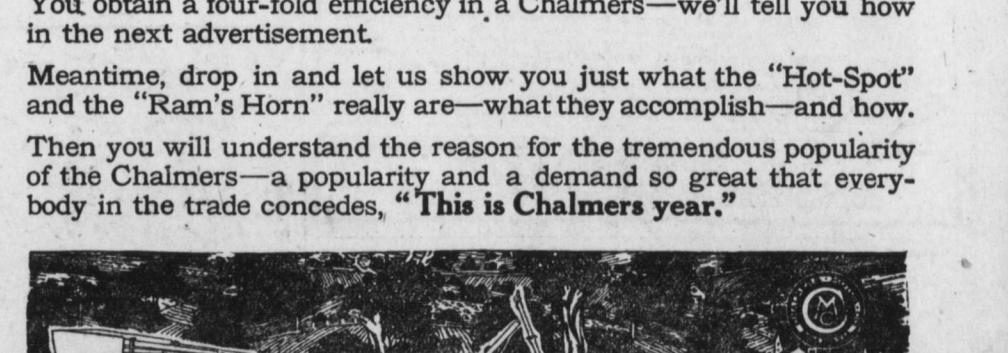 You obtain a four-fold efficiency in a Chalmers—we'll tell you how
in the next advertisement.
Meantime, drop in and let us show you just what the "Hot-Spot"
and the "Ram's Horn" really are—what they accomplish—and how.
Then you will understand the reason for the tremendous popularity
of the Chalmers—a popularity and a demand so great that every-
body in the trade concedes, "This is Chalmers year."